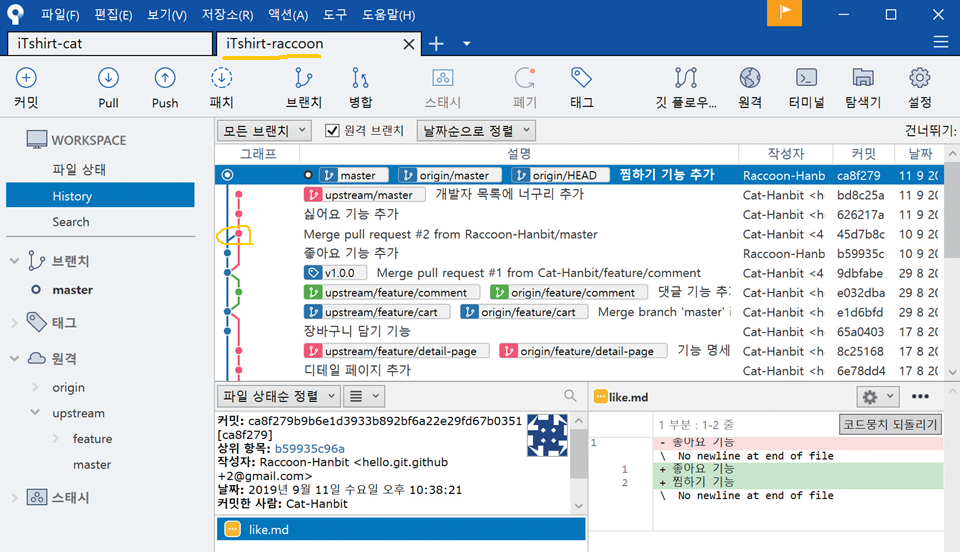 파일(F) 편집(E) 보기(V) 저장소(R) 액션(A) 도구 도움말(H)
iTshirt-cat iTshirt-raccoon
커밋 Pull Push 패치 브랜치 병합 스태시 폐기 태그 깃 플로우... 원격 터미널 탐색기 설정
WORKSPACE
파일 상태
History
Search
브랜치
master
태그
원격
origin
upstream
feature
master
스태시
모든 브랜치 원격 브랜치 날짜순으로 정렬 건너뛰기:
그래프 설명 작성자 커밋 날짜
master origin/master origin/HEAD 찜하기 기능 추가 Raccoon-Hanb ca8f279 11 9 20
upstream/master 개발자 목록에 너구리 추가 Cat-Hanbit <h bd8c25a 11 9 20
싫어요 기능 추가 Cat-Hanbit <h 626217a 11 9 20
Merge pull request #2 from Raccoon-Hanbit/master Cat-Hanbit <4 45d7b8c 10 9 20
좋아요 기능 추가 Raccoon-Hanb b59935c 10 9 20
v1.0.0 Merge pull request #1 from Cat-Hanbit/feature/comment Cat-Hanbit <4 9dbfabe 29 8 20
upstream/feature/comment origin/feature/comment 댓글 기능 추 Cat-Hanbit <h e032dba 29 8 20
upstream/feature/cart origin/feature/cart Merge branch 'master' i Cat-Hanbit <h e1d6bfd 29 8 20
장바구니 담기 기능 Cat-Hanbit <h 65a0403 17 8 20
upstream/feature/detail-page origin/feature/detail-page 기능 명세 Cat-Hanbit <h 8c25168 17 8 20
디테일 페이지 추가 Cat-Hanbit <h 6e78dd4 17 8 20
파일 상태순 정렬
커밋: ca8f279b9b6e1d3933b892bf6a22e29fd67b0351
[ca8f279]
상위 항목: b59935c96a
작성자: Raccoon-Hanbit <hello.git.github
+2@gmail.com>
날짜: 2019년 9월 11일 수요일 오후 10:38:21
커밋한 사람: Cat-Hanbit
like.md
like.md
1 부분 : 1-2 줄 코드뭉치 되돌리기
1 - 좋아요 기능
\ No newline at end of file
1 + 좋아요 기능
2 + 찜하기 기능
\ No newline at end of file